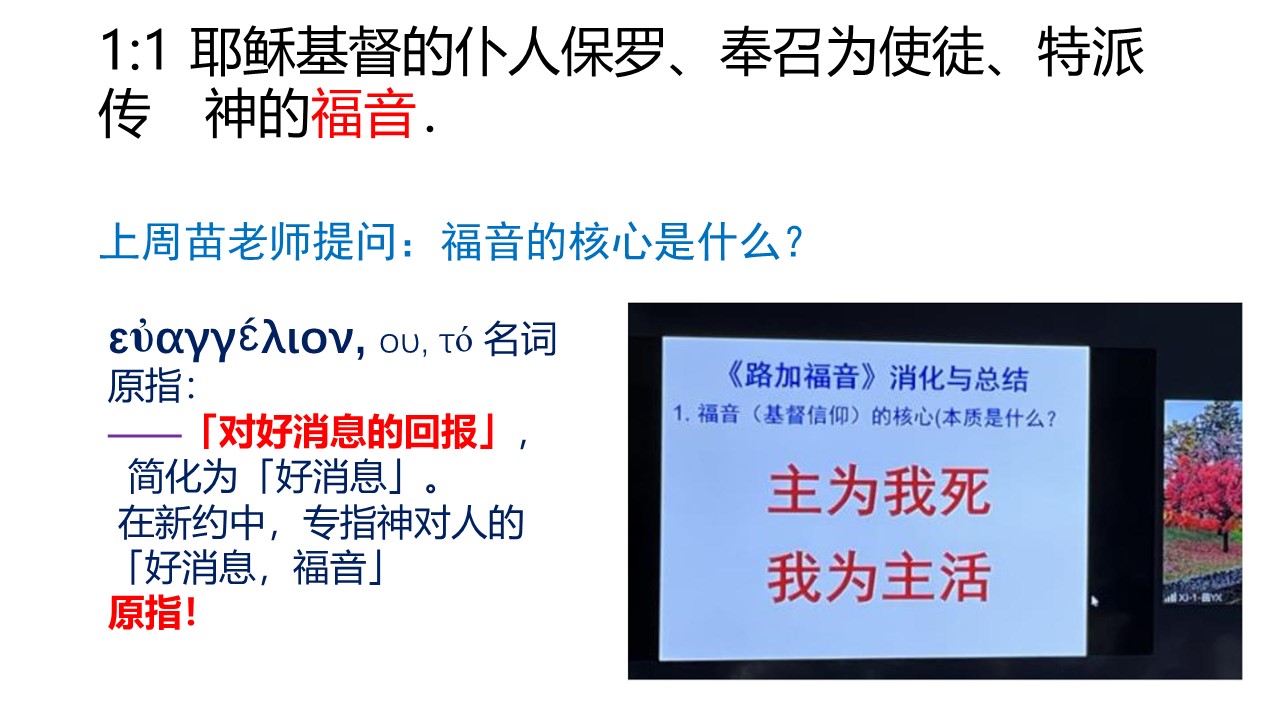 1:1 耶稣基督的仆人保罗、奉召为使徒、特派
传　神的福音.
上周苗老师提问：福音的核心是什么？
εὐαγγέλιον, ου, τό 名词
原指：
——「对好消息的回报」，
简化为「好消息」。
在新约中，专指神对人的
「好消息，福音」
原指！
《路加福音》消化与总结
1. 福音（基督信仰）的核心(本质是什么？
主为我死
我为主活